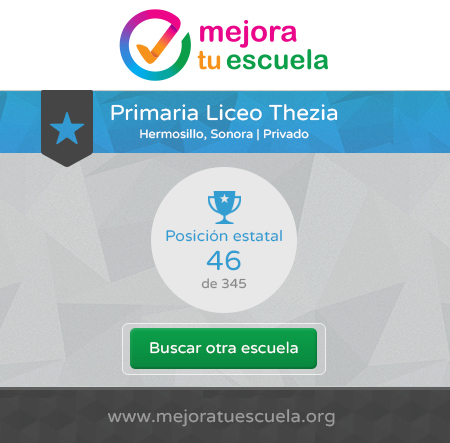 mejora
tu escuela
Primaria Liceo Thezia
Hermosillo, Sonora | Privado
Posición estatal
46
de 345
Buscar otra escuela
www.mejoratuescuela.org